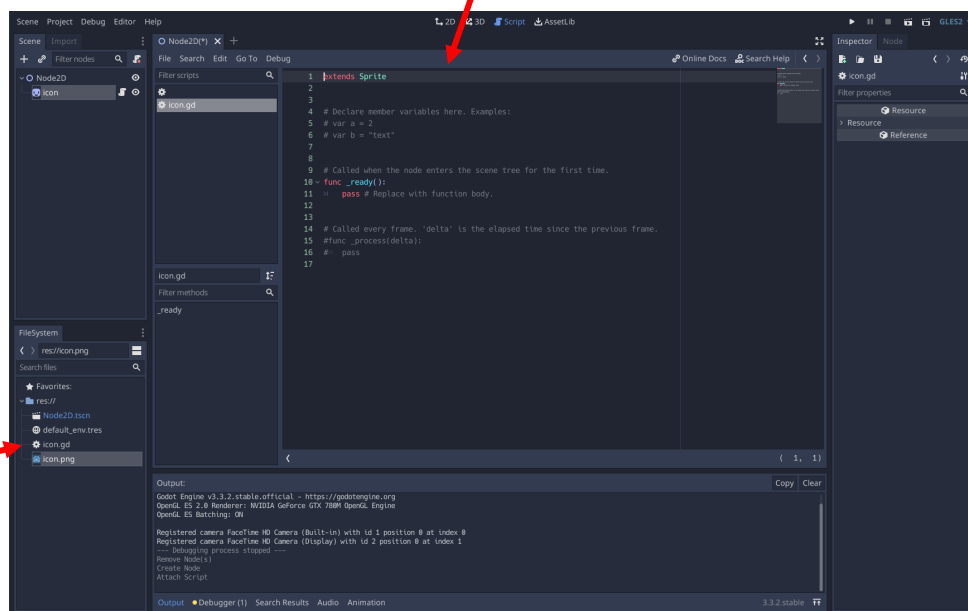 Scene Project Debug Editor Help
2D 3D Script AssetLib
GLES2
Scene Import
Filter nodes
Node2D
icon
Node2D(*)
File Search Edit Go To Debug
Online Docs Search Help
Filter scripts
icon.gd
icon.gd
Filter methods
_ready
1 extends Sprite
2
3
4 # Declare member variables here. Examples:
5 # var a = 2
6 # var b = "text"
7
8
9 # Called when the node enters the scene tree for the first time.
10 func _ready():
11 pass # Replace with function body.
12
13
14 # Called every frame. 'delta' is the elapsed time since the previous frame.
15 #func _process(delta):
16 # pass
17
( 1, 1)
Inspector Node
icon.gd
Filter properties
Resource
Resource
Reference
FileSystem
res://icon.png
Search files
Favorites:
res://
Node2D.tscn
default_env.tres
icon.gd
icon.png
Output:
Copy Clear
Godot Engine v3.3.2.stable.official - https://godotengine.org
OpenGL ES 2.0 Renderer: NVIDIA GeForce GTX 780M OpenGL Engine
OpenGL ES Batching: ON
Registered camera FaceTime HD Camera (Built-in) with id 1 position 0 at index 0
Registered camera FaceTime HD Camera (Display) with id 2 position 0 at index 1
--- Debugging process stopped ---
Remove Node(s)
Create Node
Attach Script
Output Debugger (1) Search Results Audio Animation
3.3.2.stable